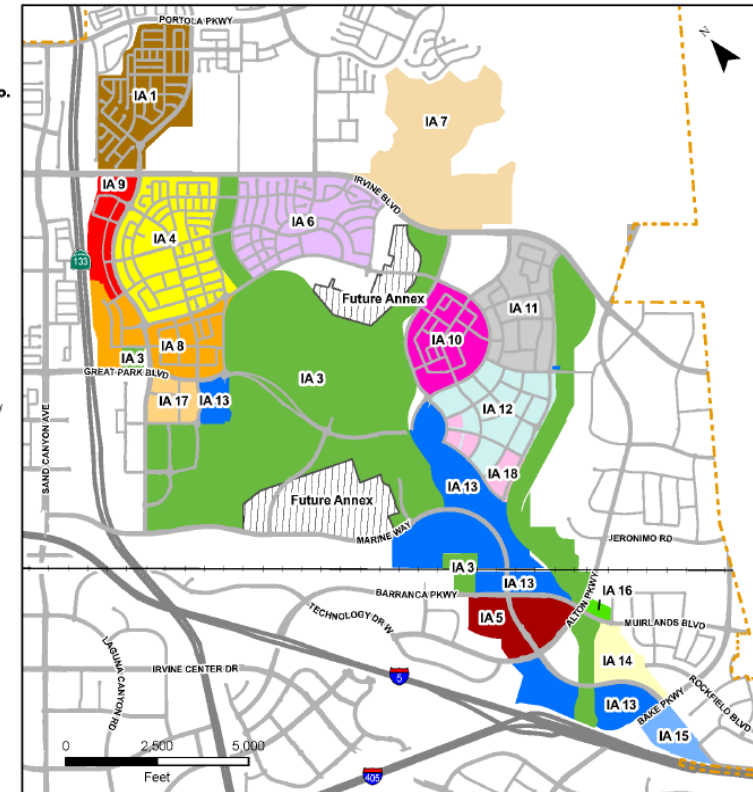 PORTOLA PKWY
N
o.
IA 1
IA 7
IA 9
IRVINE BLVD
IA 6
IA 4
133
Future Annex
IA 11
IA 10
IA 8
IA 3
GREAT PARK BLVD
IA 3
IA 17
IA 13
IA 12
SAND CANYON AVE
IA 18
IA 13
Future Annex
MARINE WAY
JERONIMO RD
IA 3
IA 13
IA 16
BARRANCA PKWY
ALTON PKWY
IA 5
TECHNOLOGY DR W
MUIRLANDS BLVD
LAGUNA CANYON RD
IRVINE CENTER DR
IA 14
5
ROCKFIELD BLVD
IA 13
BAKE PKWY
IA 15
0 2,500 5,000
Feet
405